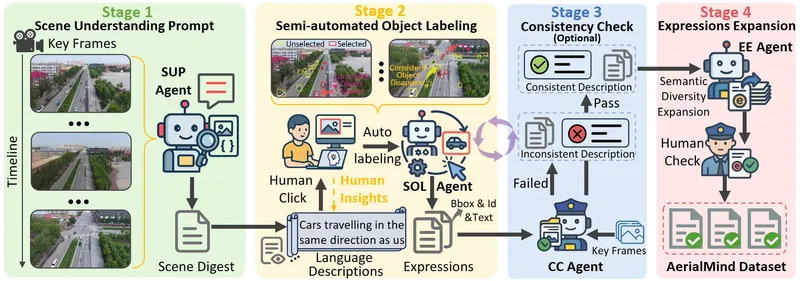 Stage 1
Scene Understanding Prompt
Key Frames
Timeline
SUP
Agent
Scene Digest
Stage 2
Semi-automated Object Labeling
Unselected
Selected
Consistent
Object
Disappear
Auto
labeling
Human
Click
Human
Insights
SOL Agent
Cars travelling in the
same direction as us
Language
Descriptions
Bbox & Id
&Text
Expressions
Stage 3
Consistency Check
(Optional)
Consistent Description
Pass
Inconsistent Description
Failed
Key Frames
CC Agent
Stage 4
Expressions Expansion
EE Agent
Semantic
Diversity
Expansion
Human
Check
AerialMind Dataset